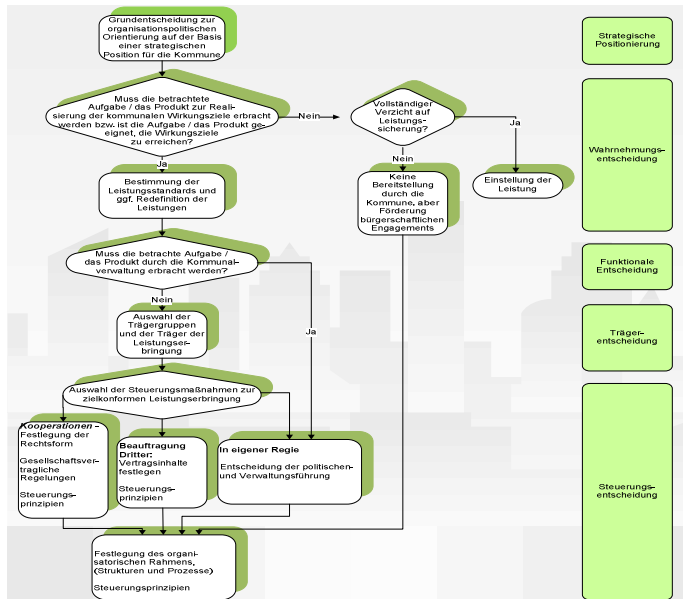 Grundentscheidung zur
organisationspolitischen
Orientierung auf der Basis
einer strategischen
Position für die Kommune
Strategische
Positionierung
Muss die betrachtete
Aufgabe / das Produkt zur Reali-
sierung der kommunalen Wirkungsziele erbracht
werden bzw. ist die Aufgabe / das Produkt ge-
eignet, die Wirkungsziele
zu erreichen?
Nein
Vollständiger
Verzicht auf
Leistungs-
sicherung?
Ja
Wahrnehmungs-
entscheidung
Ja
Nein
Bestimmung der
Leistungsstandards und
ggf. Redefinition der
Leistungen
Keine
Bereitstellung
durch die
Kommune, aber
Förderung
bürgerschaftlichen
Engagements
Einstellung der
Leistung
Muss die betrachte Aufgabe /
das Produkt durch die Kommunal-
verwaltung erbracht werden?
Funktionale
Entscheidung
Nein
Ja
Auswahl der
Trägergruppen
und der Träger der
Leistungser-
bringung
Träger-
entscheidung
Auswahl der Steuerungsmaßnahmen zur
zielkonformen Leistungserbringung
Kooperationen –
Festlegung der
Rechtsform
Gesellschaftsver-
tragliche
Regelungen
Steuerungs-
prinzipien
Beauftragung
Dritter:
Vertragsinhalte
festlegen
Steuerungs-
prinzipien
In eigener Regie
Entscheidung der politischen-
und Verwaltungsführung
Steuerungs-
entscheidung
Festlegung des organi-
satorischen Rahmens,
(Strukturen und Prozesse)
Steuerungsprinzipien